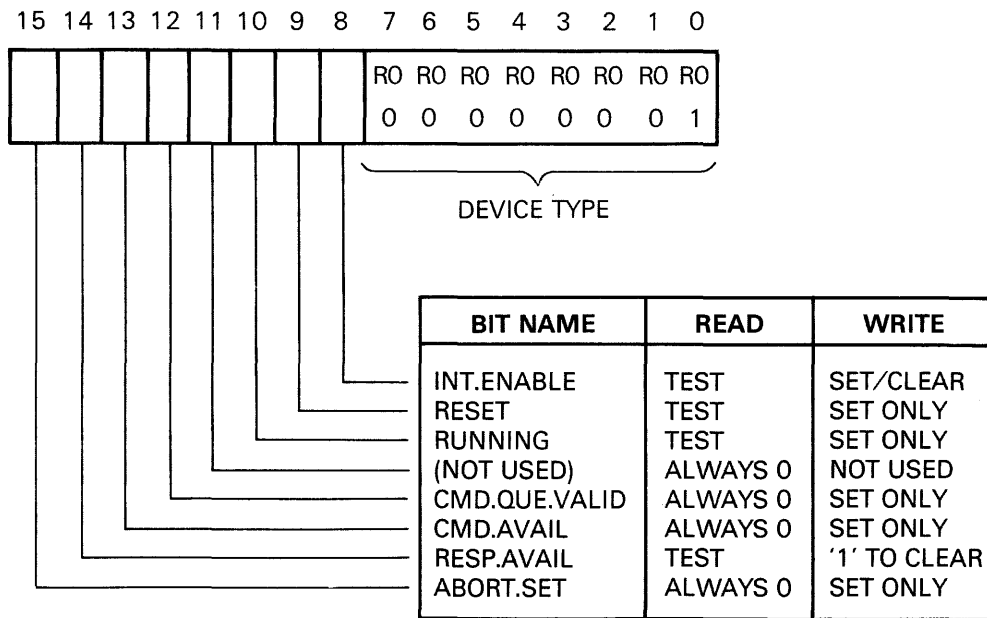 15 14 13 12 11 10 9 8 7 6 5 4 3 2 1 0
RO RO RO RO RO RO RO RO
0 0 0 0 0 0 0 1
DEVICE TYPE
BIT NAME READ WRITE
INT.ENABLE TEST SET/CLEAR
RESET TEST SET ONLY
RUNNING TEST SET ONLY
(NOT USED) ALWAYS 0 NOT USED
CMD.QUE.VALID ALWAYS 0 SET ONLY
CMD.AVAIL ALWAYS 0 SET ONLY
RESP.AVAIL TEST '1' TO CLEAR
ABORT.SET ALWAYS 0 SET ONLY